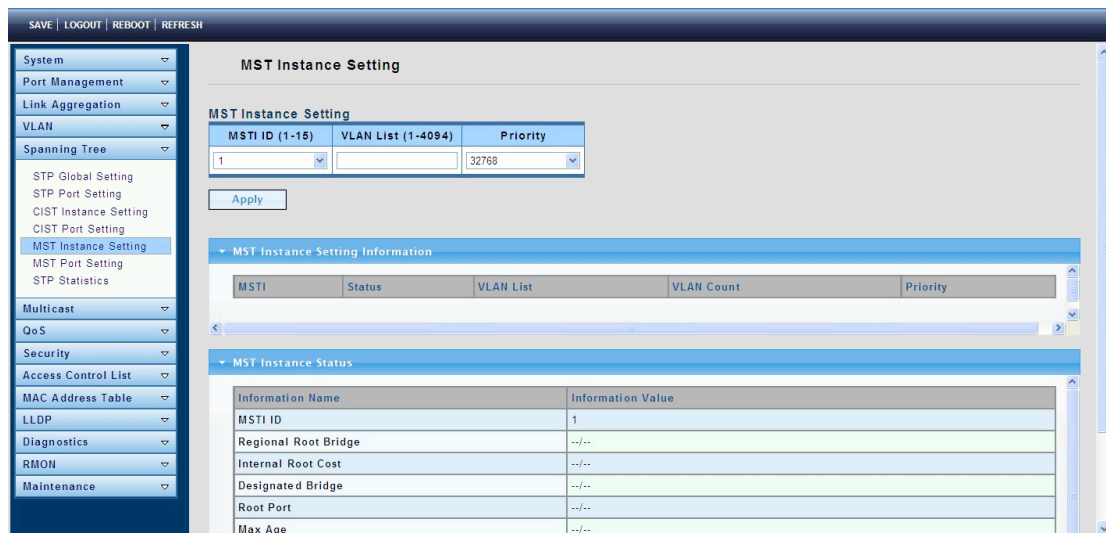 SAVE | LOGOUT | REBOOT | REFRESH
System
Port Management
Link Aggregation
VLAN
Spanning Tree
STP Global Setting
STP Port Setting
CIST Instance Setting
CIST Port Setting
MST Instance Setting
MST Port Setting
STP Statistics
Multicast
QoS
Security
Access Control List
MAC Address Table
LLDP
Diagnostics
RMON
Maintenance
MST Instance Setting
MST Instance Setting
MSTI ID (1-15) VLAN List (1-4094) Priority
1 32768
Apply
MST Instance Setting Information
MSTI Status VLAN List VLAN Count Priority
MST Instance Status
Information Name Information Value
MSTI ID 1
Regional Root Bridge --/--
Internal Root Cost --/--
Designated Bridge --/--
Root Port --/--
Max Age --/--